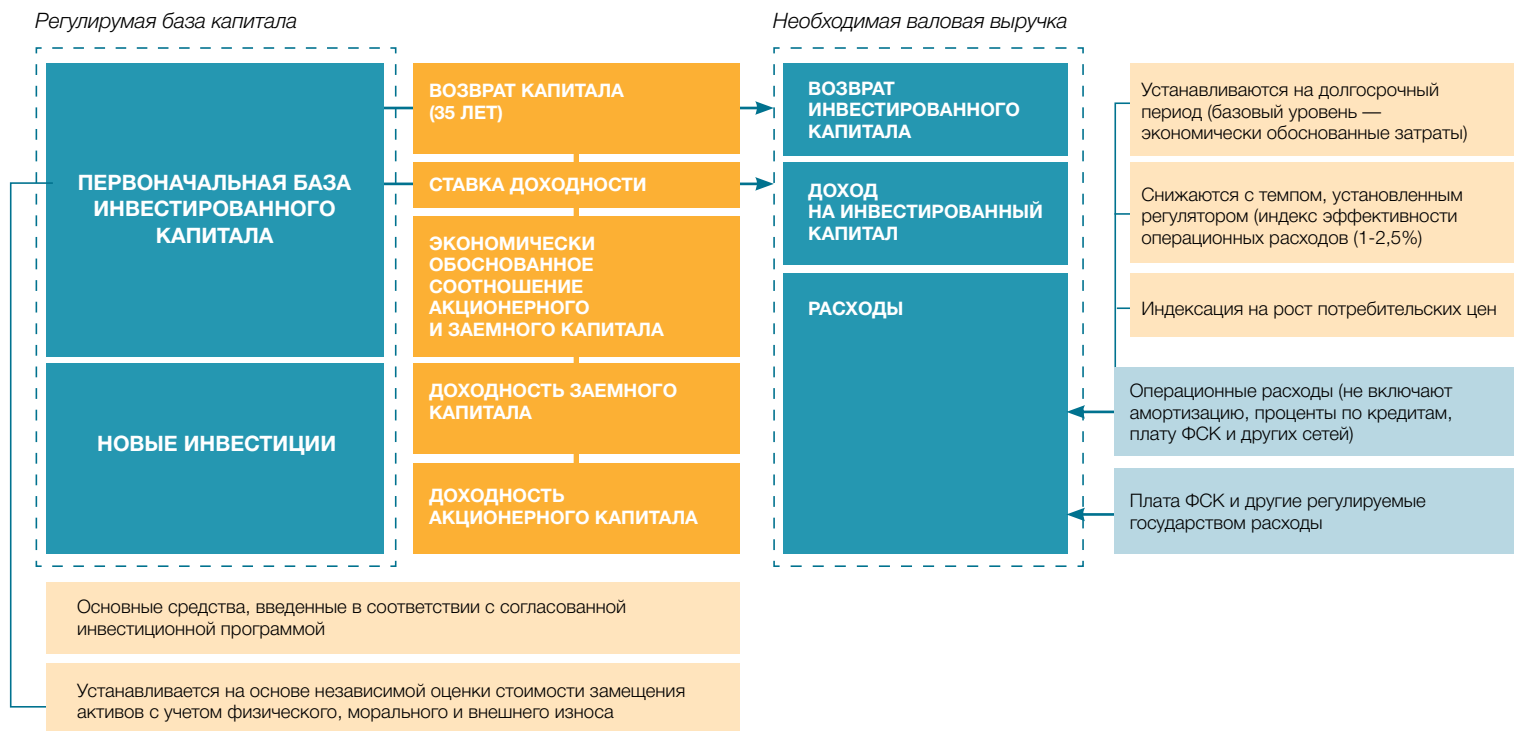 Регулирумая база капитала
ПЕРВОНАЧАЛЬНАЯ БАЗА
ИНВЕСТИРОВАННОГО
КАПИТАЛА
НОВЫЕ ИНВЕСТИЦИИ
ВОЗВРАТ КАПИТАЛА
(35 ЛЕТ)
СТАВКА ДОХОДНОСТИ
ЭКОНОМИЧЕСКИ
ОБОСНОВАННОЕ
СООТНОШЕНИЕ
АКЦИОНЕРНОГО
И ЗАЕМНОГО КАПИТАЛА
ДОХОДНОСТЬ ЗАЕМНОГО
КАПИТАЛА
ДОХОДНОСТЬ
АКЦИОНЕРНОГО КАПИТАЛА
Необходимая валовая выручка
ВОЗВРАТ
ИНВЕСТИРОВАННОГО
КАПИТАЛА
ДОХОД
НА ИНВЕСТИРОВАННЫЙ
КАПИТАЛ
РАСХОДЫ
Устанавливаются на долгосрочный
период (базовый уровень —
экономически обоснованные затраты)
Снижаются с темпом, установленным
регулятором (индекс эффективности
операционных расходов (1-2,5%)
Индексация на рост потребительских цен
Операционные расходы (не включают
амортизацию, проценты по кредитам,
плату ФСК и других сетей)
Плата ФСК и другие регулируемые
государством расходы
Основные средства, введенные в соответствии с согласованной
инвестиционной программой
Устанавливается на основе независимой оценки стоимости замещения
активов с учетом физического, морального и внешнего износа